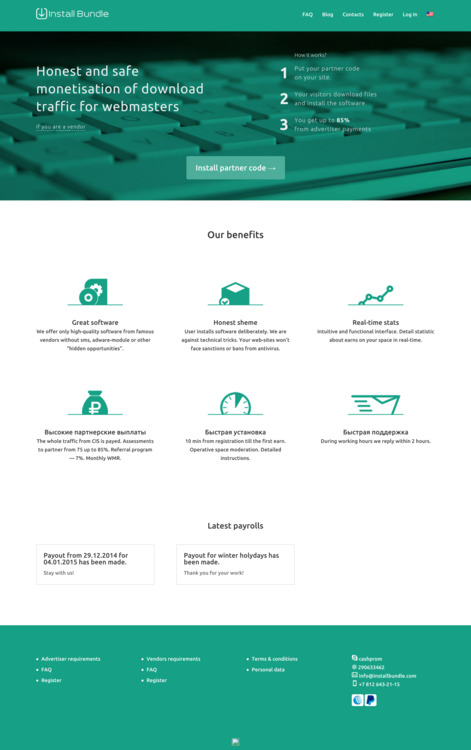 Install Bundle
FAQ Blog Contacts Register Log In
Honest and safe
monetisation of download
traffic for webmasters
If you are a vendor
How it works?
1 Put your partner code
on your site.
2 Your visitors download files
and install the software.
3 You get up to 85%
from advertiser payments
Install partner code →
Our benefits
Great software
We offer only high-quality software from famous
vendors without sms, adware-module or other
"hidden opportunities".
Honest sheme
User installs software deliberately. We are
against technical tricks. Your web-sites won't
face sanctions or bans from antivirus.
Real-time stats
Intuitive and functional interface. Detail statistic
about earns on your space in real-time.
Высокие партнерские выплаты
The whole traffic from CIS is payed. Assessments
to partner from 75 up to 85%. Referral program
— 7%. Monthly WMR.
Быстрая установка
10 min from registration till the first earn.
Operative space moderation. Detailed
instructions.
Быстрая поддержка
During working hours we reply within 2 hours.
Latest payrolls
Payout from 29.12.2014 for
04.01.2015 has been made.
Stay with us!
Payout for winter holydays has
been made.
Thank you for your work!
Advertiser requirements
FAQ
Register
Vendors requirements
FAQ
Register
Terms & conditions
Personal data
cashprom
290633462
info@installbundle.com
+7 812 643-21-15